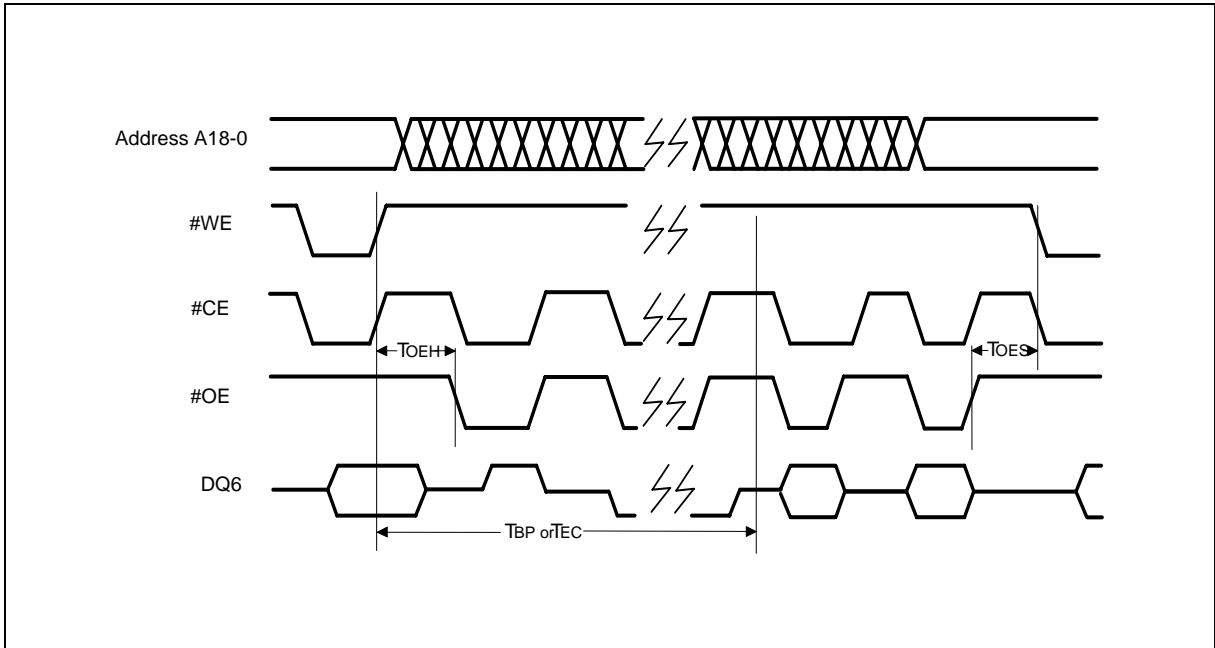 Address A18-0
#WE
#CE
TOEH
TOES
#OE
DQ6
TBP orTEC